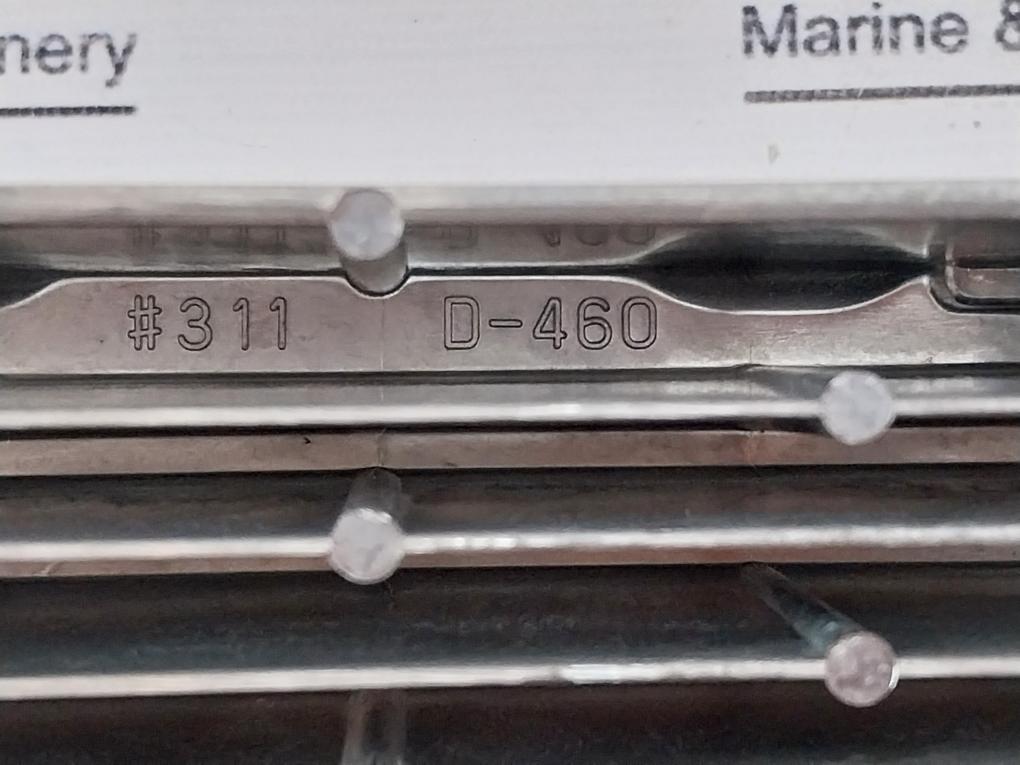 nery
Marine &
#311 D-460